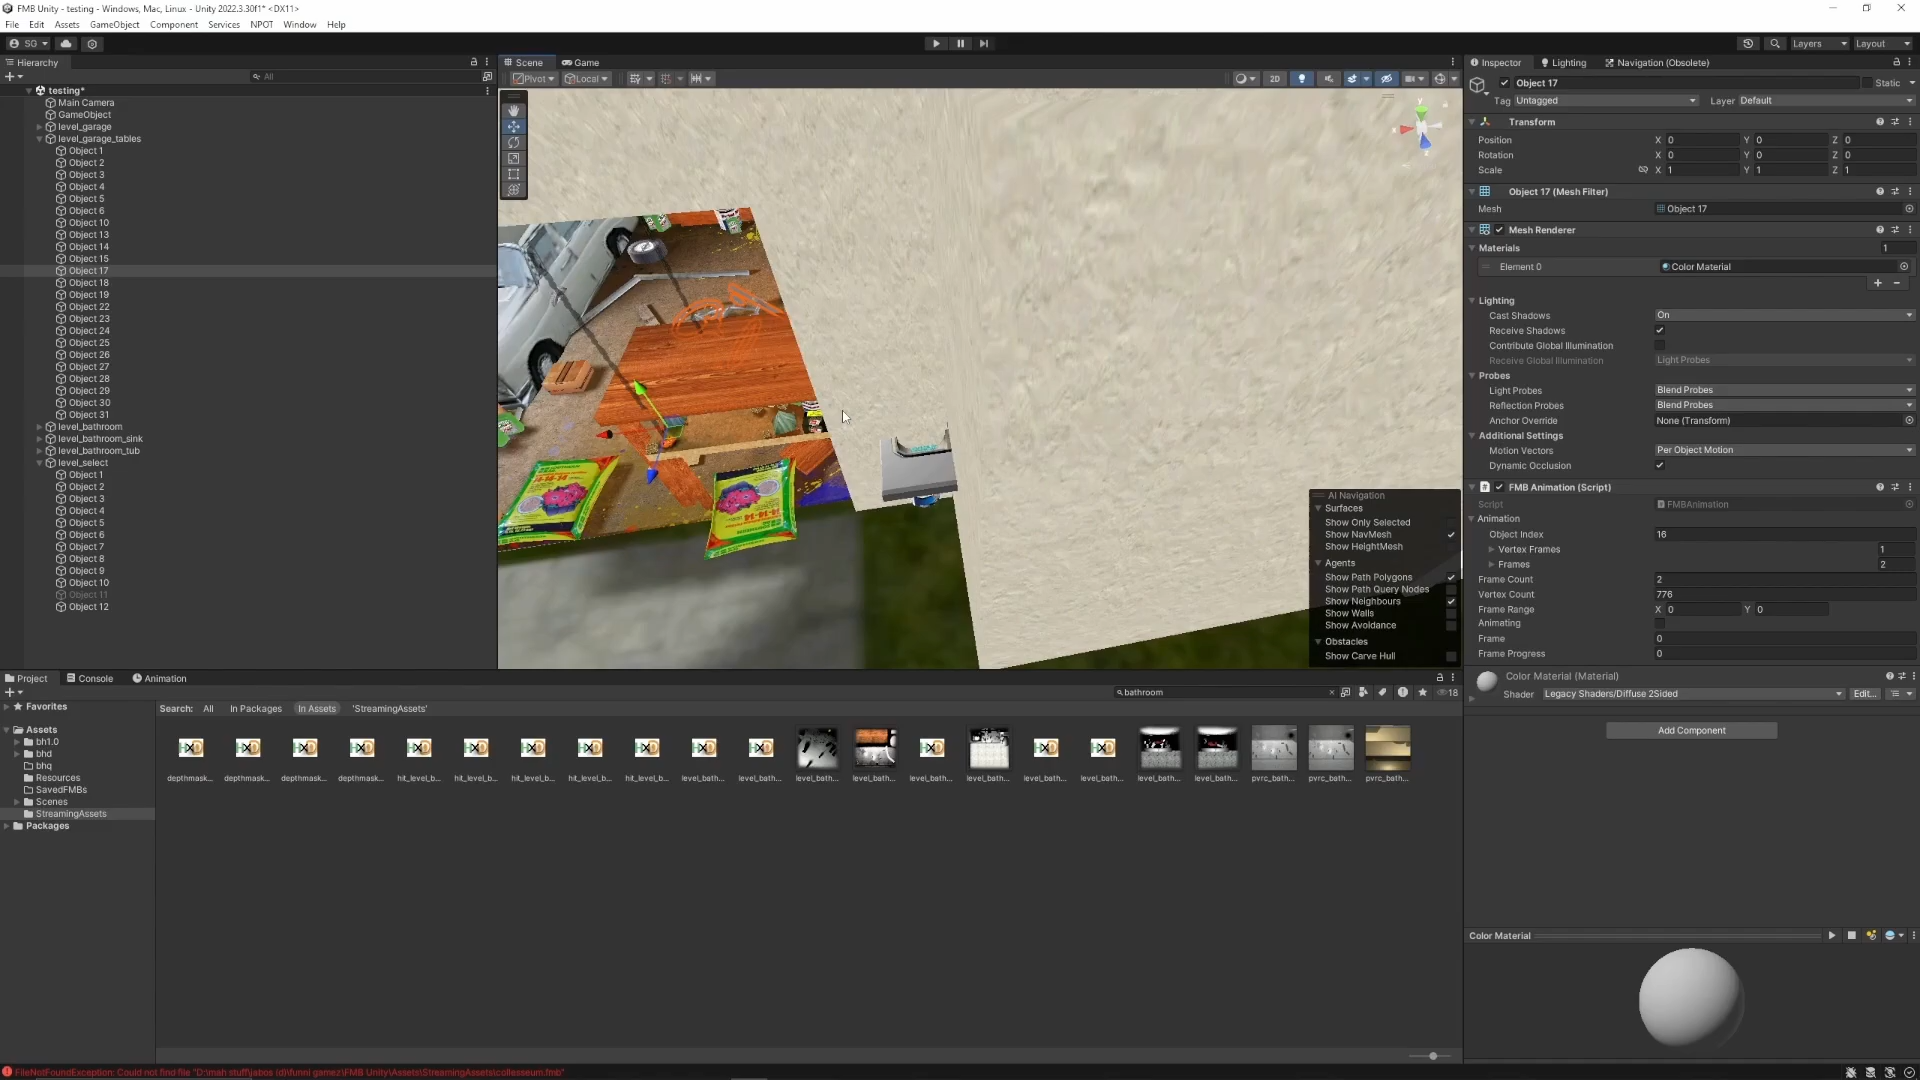 FMB Unity - testing - Windows, Mac, Linux - Unity 2022.3.30f1* <DX11>
File Edit Assets GameObject Component Services NPOT Window Help
SG
Layers Layout
Hierarchy
All
testing*
Main Camera
GameObject
level_garage
level_garage_tables
Object 1
Object 2
Object 3
Object 4
Object 5
Object 6
Object 10
Object 13
Object 14
Object 15
Object 17
Object 18
Object 19
Object 22
Object 23
Object 24
Object 25
Object 26
Object 27
Object 28
Object 29
Object 30
Object 31
level_bathroom
level_bathroom_sink
level_bathroom_tub
level_select
Object 1
Object 2
Object 3
Object 4
Object 5
Object 6
Object 7
Object 8
Object 9
Object 10
Object 11
Object 12
Scene Game
Pivot Local
2D
AI Navigation
Surfaces
Show Only Selected
Show NavMesh
Show HeightMesh
Agents
Show Path Polygons
Show Path Query Nodes
Show Neighbours
Show Walls
Show Avoidance
Obstacles
Show Carve Hull
Inspector Lighting Navigation (Obsolete)
Object 17 Static
Tag Untagged Layer Default
Transform
Position X 0 Y 0 Z 0
Rotation X 0 Y 0 Z 0
Scale X 1 Y 1 Z 1
Object 17 (Mesh Filter)
Mesh Object 17
Mesh Renderer
Materials 1
Element 0 Color Material
Lighting
Cast Shadows On
Receive Shadows
Contribute Global Illumination
Receive Global Illumination Light Probes
Probes
Light Probes Blend Probes
Reflection Probes Blend Probes
Anchor Override None (Transform)
Additional Settings
Motion Vectors Per Object Motion
Dynamic Occlusion
FMB Animation (Script)
Script FMBAnimation
Animation
Object Index 16
Vertex Frames 1
Frames 2
Frame Count 2
Vertex Count 776
Frame Range X 0 Y 0
Animating
Frame 0
Frame Progress 0
Color Material (Material)
Shader Legacy Shaders/Diffuse 2Sided Edit...
Add Component
Color Material
Project Console Animation
bathroom
18
Favorites
Assets
bh1.0
bhd
bhq
Resources
SavedFMBs
Scenes
StreamingAssets
Packages
Search: All In Packages In Assets 'StreamingAssets'
depthmask... depthmask... depthmask... depthmask... hit_level_b... hit_level_b... hit_level_b... hit_level_b... hit_level_b... level_bath... level_bath... level_bath... level_bath... level_bath... level_bath... level_bath... level_bath... level_bath... level_bath... pvrc_bath... pvrc_bath... pvrc_bath...
FileNotFoundException: Could not find file "D:\mah stuff\jabos (d)\funni gamez\FMB Unity\Assets\StreamingAssets\collesseum.fmb"